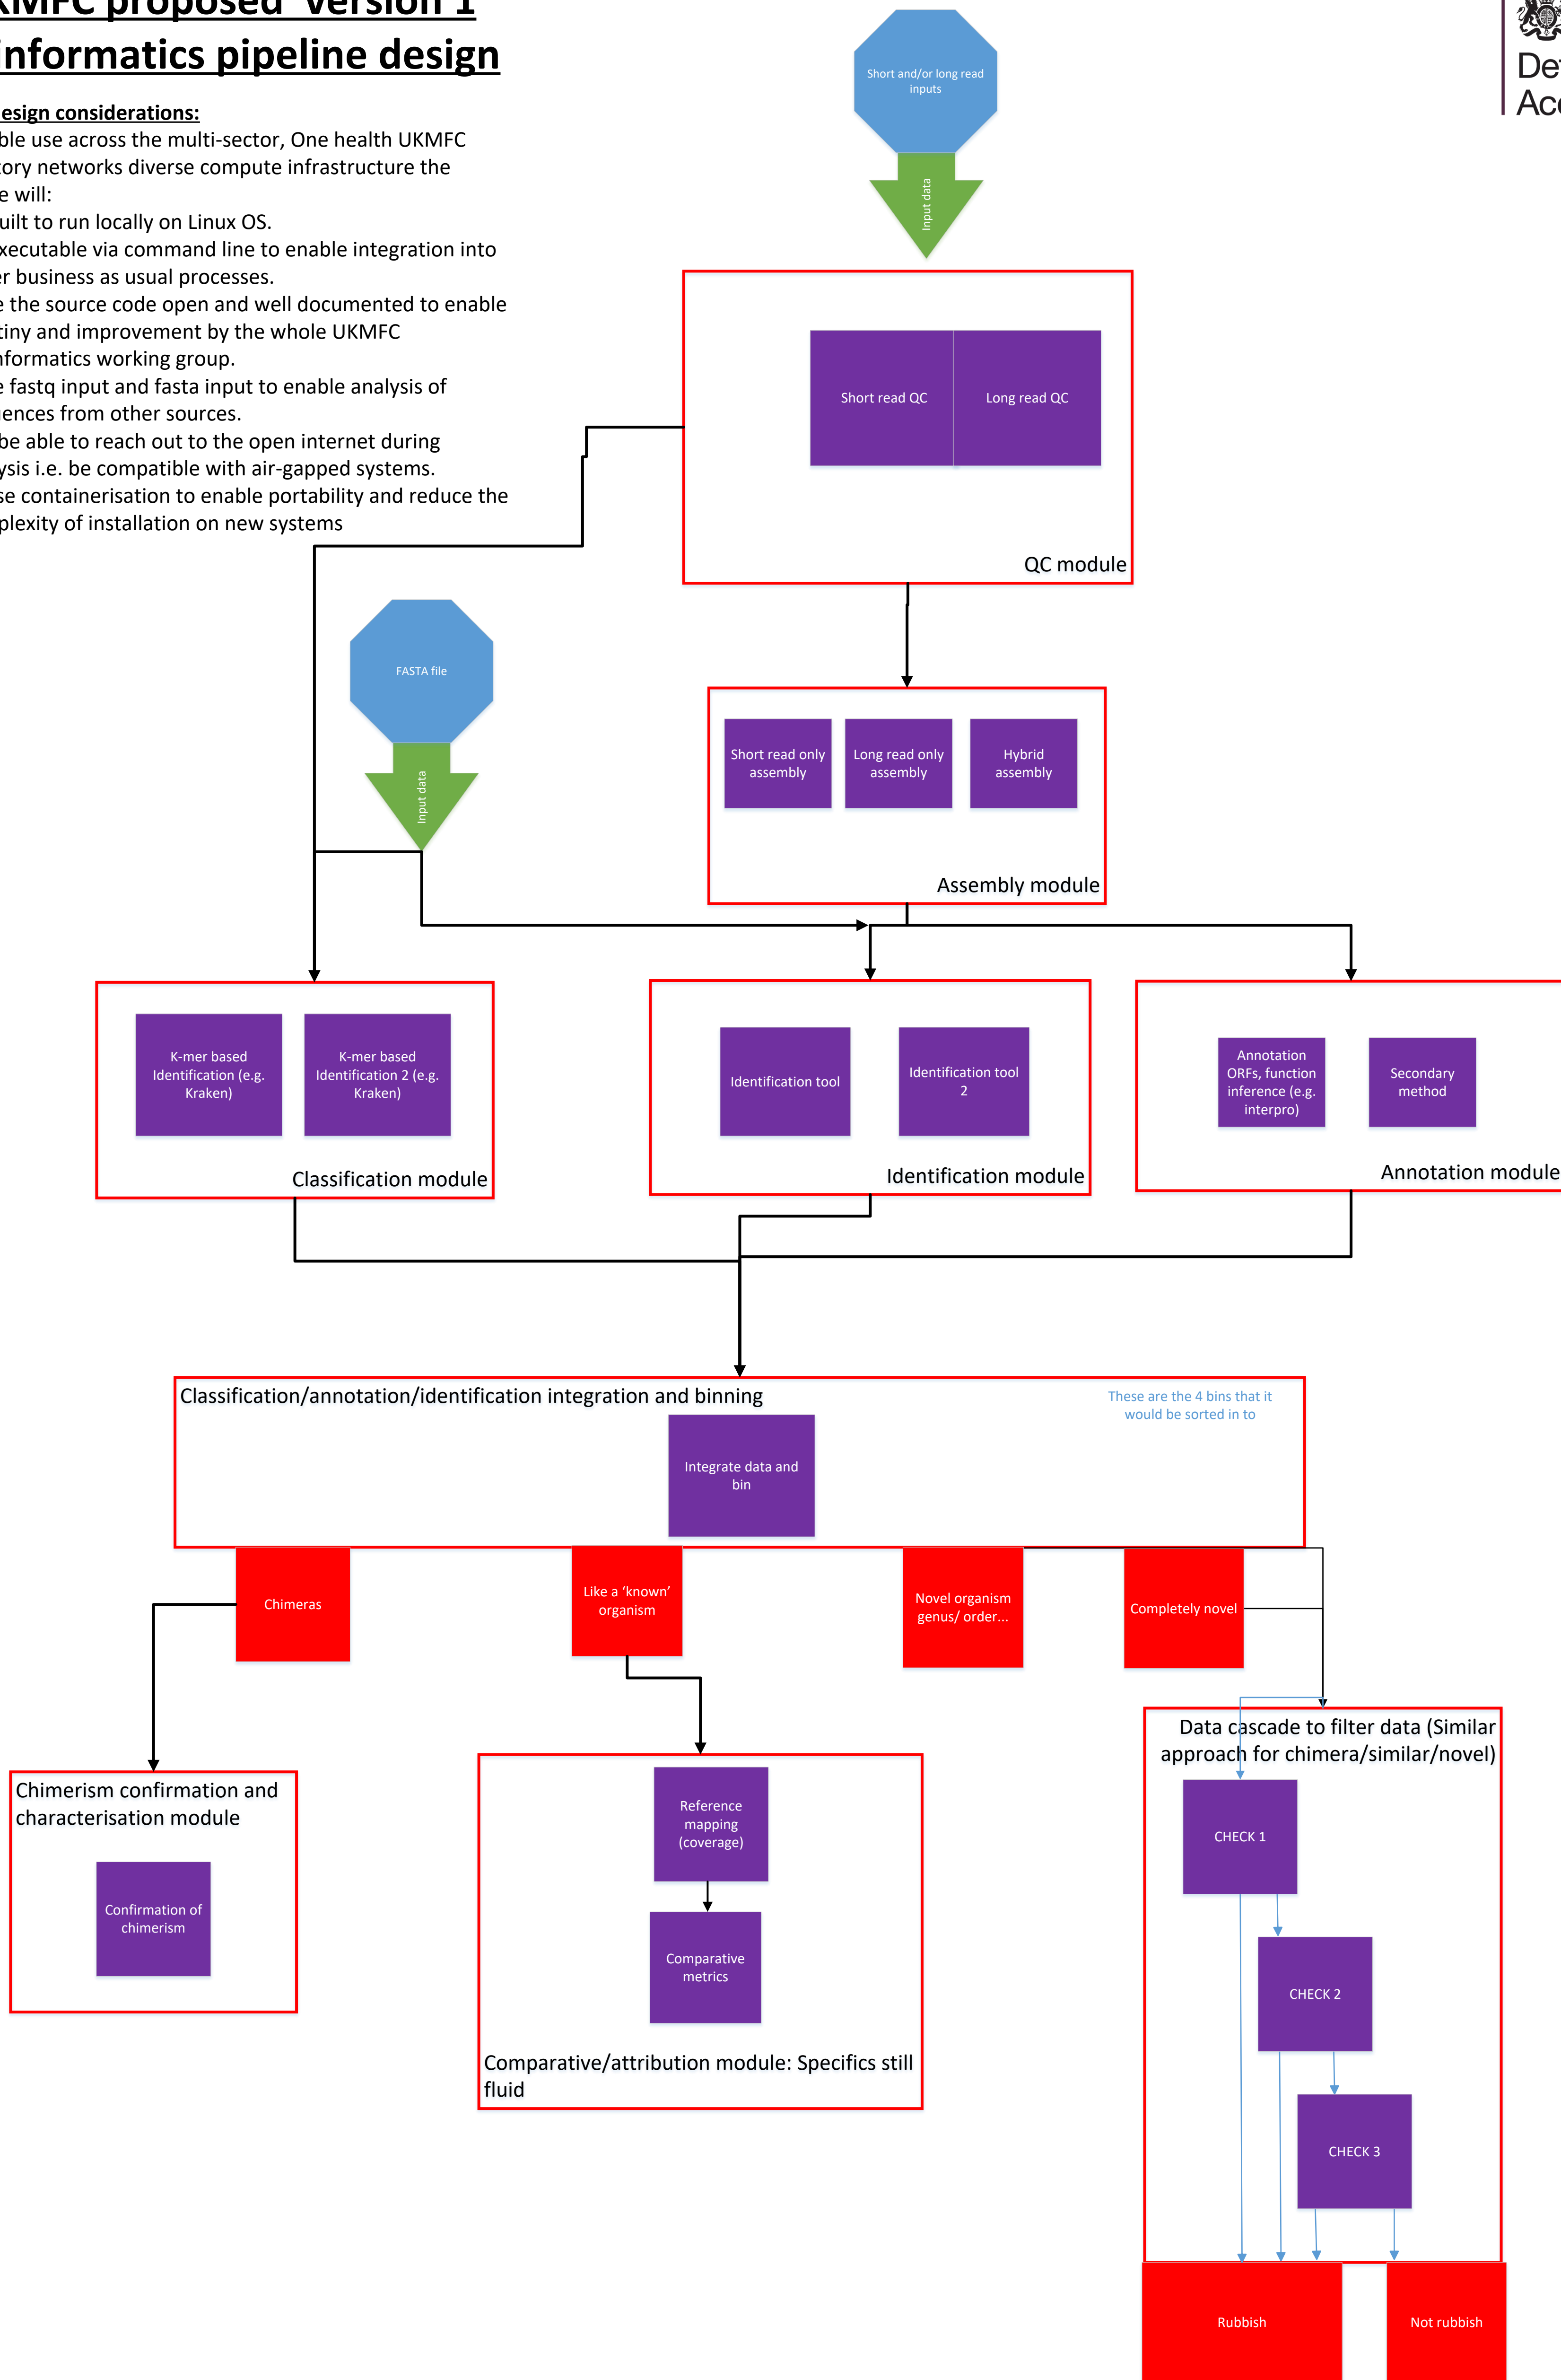 KMFC proposed version 1
informatics pipeline design
esign considerations:
ble use across the multi-sector, One health UKMFC
tory networks diverse compute infrastructure the
e will:
uilt to run locally on Linux OS.
xecutable via command line to enable integration into
er business as usual processes.
e the source code open and well documented to enable
tiny and improvement by the whole UKMFC
nformatics working group.
e fastq input and fasta input to enable analysis of
uences from other sources.
be able to reach out to the open internet during
ysis i.e. be compatible with air-gapped systems.
se containerisation to enable portability and reduce the
plexity of installation on new systems
Short and/or long read
inputs
Input data
De
Acc
Short read QC
Long read QC
QC module
FASTA file
Input data
Short read only
assembly
Long read only
assembly
Hybrid
assembly
Assembly module
K-mer based
Identification (e.g.
Kraken)
K-mer based
Identification 2 (e.g.
Kraken)
Classification module
Identification tool
Identification tool
2
Identification module
Annotation
ORFs, function
inference (e.g.
interpro)
Secondary
method
Annotation module
Classification/annotation/identification integration and binning
These are the 4 bins that it
would be sorted in to
Integrate data and
bin
Chimeras
Like a ‘known’
organism
Novel organism
genus/ order...
Completely novel
Chimerism confirmation and
characterisation module
Confirmation of
chimerism
Reference
mapping
(coverage)
Comparative
metrics
Comparative/attribution module: Specifics still
fluid
Data cascade to filter data (Similar
approach for chimera/similar/novel)
CHECK 1
CHECK 2
CHECK 3
Rubbish
Not rubbish